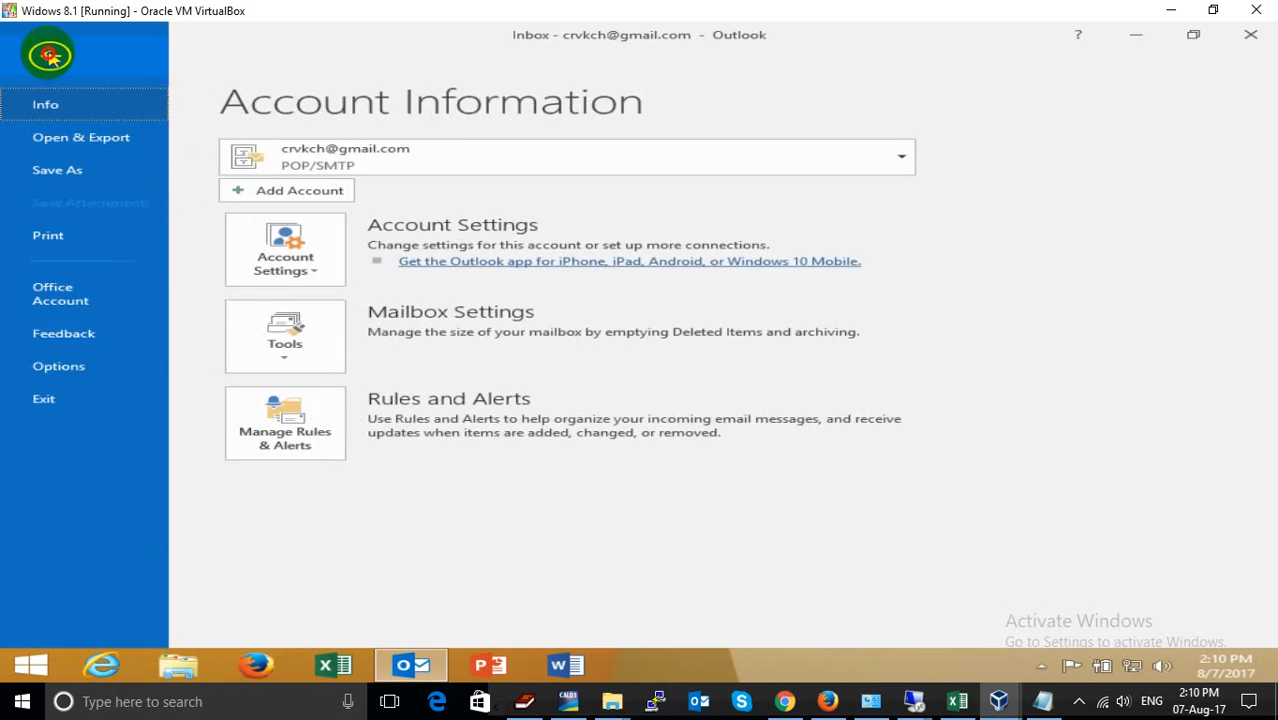 Widows 8.1 [Running] - Oracle VM VirtualBox
Inbox - crvkch@gmail.com - Outlook
?
Info
Open & Export
Save As
Save Attachments
Print
Office
Account
Feedback
Options
Exit
Account Information
crvkch@gmail.com
POP/SMTP
Add Account
Account
Settings
Account Settings
Change settings for this account or set up more connections.
Get the Outlook app for iPhone, iPad, Android, or Windows 10 Mobile.
Tools
Mailbox Settings
Manage the size of your mailbox by emptying Deleted Items and archiving.
Manage Rules
& Alerts
Rules and Alerts
Use Rules and Alerts to help organize your incoming email messages, and receive
updates when items are added, changed, or removed.
Activate Windows
Go to Settings to activate Windows.
2:10 PM
8/7/2017
Type here to search
ENG
2:10 PM
07-Aug-17